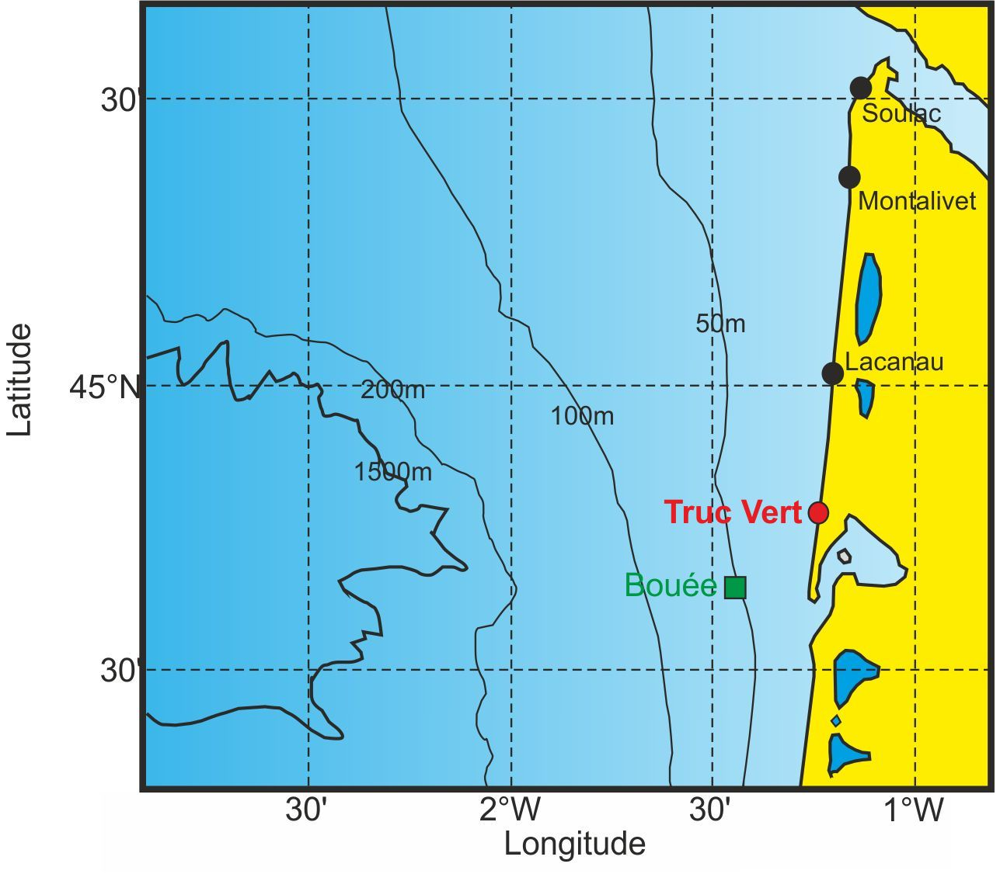 30'
Soulac
Montalivet
50m
Lacanau
Latitude
45°N
200m
100m
1500m
Truc Vert
Bouée
30'
30'
2°W
30'
1°W
Longitude